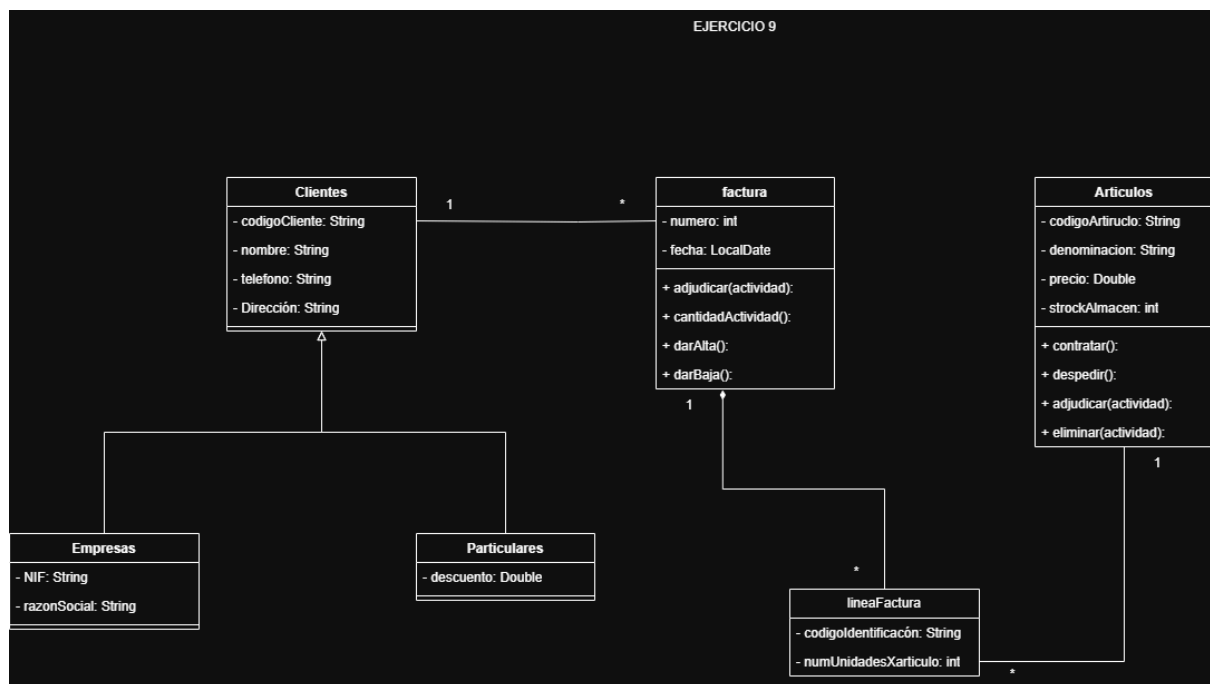 EJERCICIO 9
Clientes
- codigoCliente: String
- nombre: String
- telefono: String
- Dirección: String
1
*
factura
- numero: int
- fecha: LocalDate
+ adjudicar(actividad):
+ cantidadActividad():
+ darAlta():
+ darBaja():
1
Articulos
- codigoArtiruclo: String
- denominacion: String
- precio: Double
- strockAlmacen: int
+ contratar():
+ despedir():
+ adjudicar(actividad):
+ eliminar(actividad):
1
Empresas
- NIF: String
- razonSocial: String
Particulares
- descuento: Double
*
lineaFactura
- codigoIdentificacón: String
- numUnidadesXarticulo: int
*